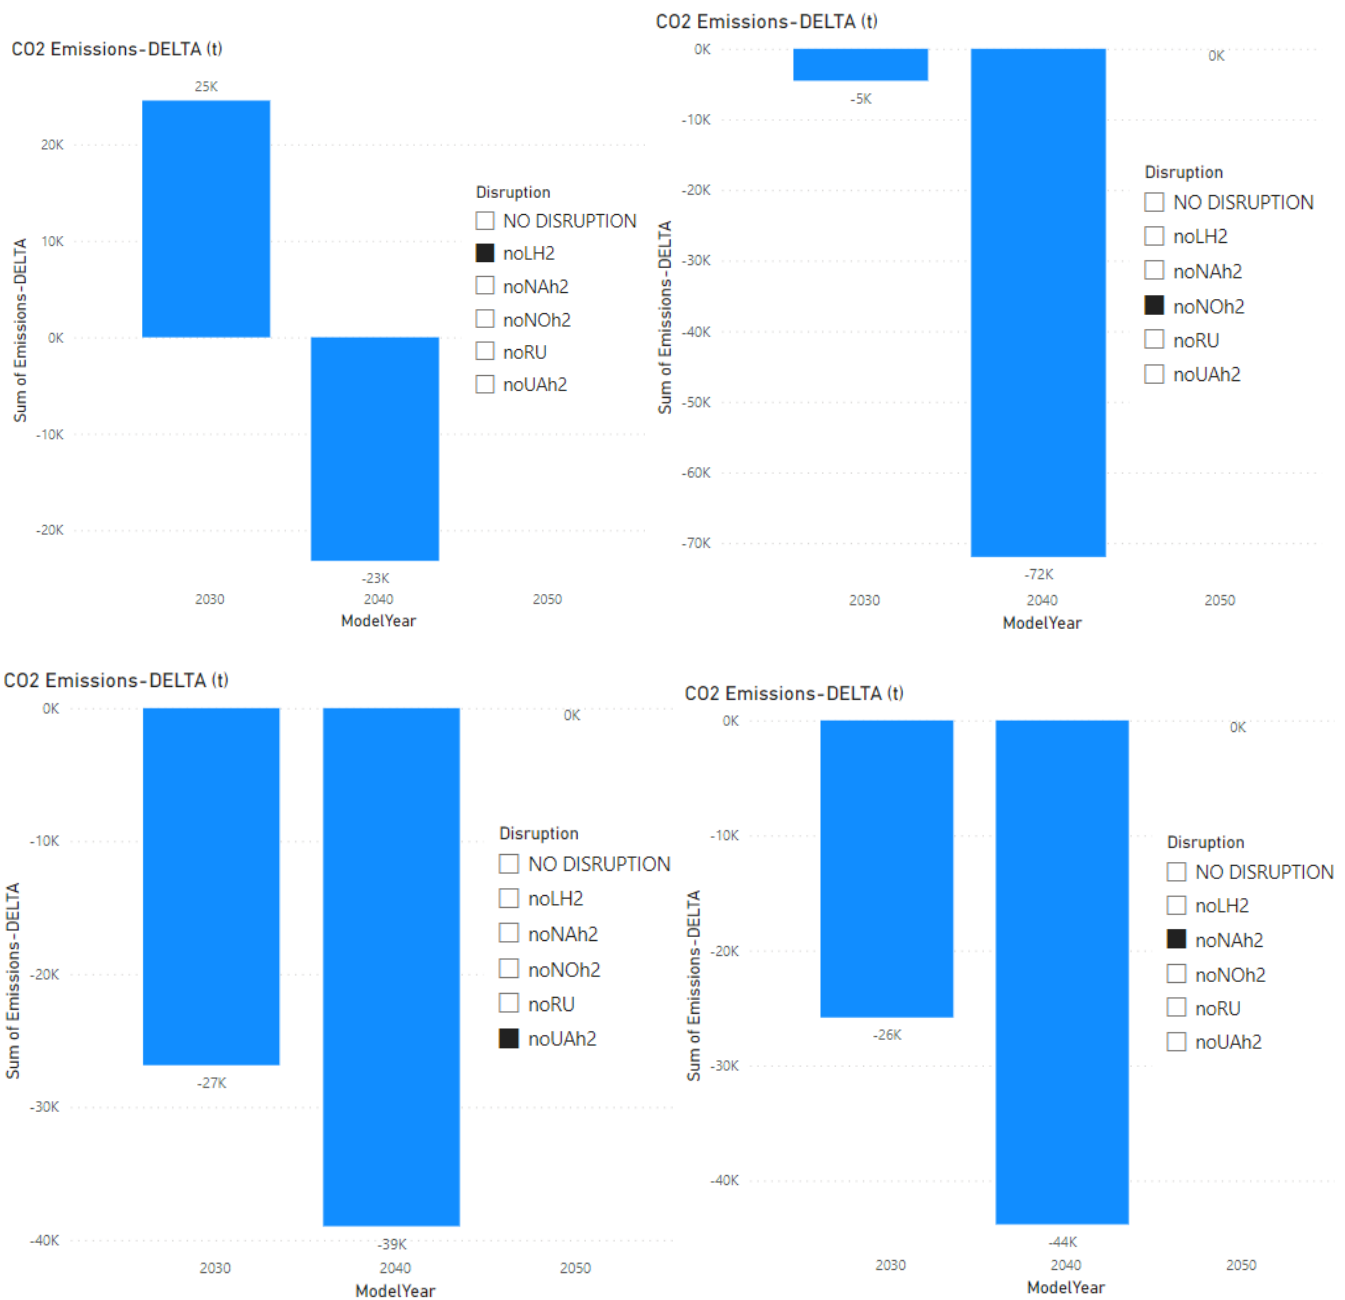 CO2 Emissions-DELTA (t)
25K
20K
10K
0K
-10K
-20K
Sum of Emissions-DELTA
-23K
2030
2040
2050
ModelYear
Disruption
NO DISRUPTION
noLH2
noNAh2
noNOh2
noRU
noUAh2
CO2 Emissions-DELTA (t)
0K
-10K
-20K
-30K
-40K
-50K
-60K
-70K
Sum of Emissions-DELTA
-5K
-72K
0K
2030
2040
2050
ModelYear
Disruption
NO DISRUPTION
noLH2
noNAh2
noNOh2
noRU
noUAh2
CO2 Emissions-DELTA (t)
0K
-10K
-20K
-30K
-40K
Sum of Emissions-DELTA
-27K
-39K
0K
2030
2040
2050
ModelYear
Disruption
NO DISRUPTION
noLH2
noNAh2
noNOh2
noRU
noUAh2
CO2 Emissions-DELTA (t)
0K
-10K
-20K
-30K
-40K
Sum of Emissions-DELTA
-26K
-44K
0K
2030
2040
2050
ModelYear
Disruption
NO DISRUPTION
noLH2
noNAh2
noNOh2
noRU
noUAh2